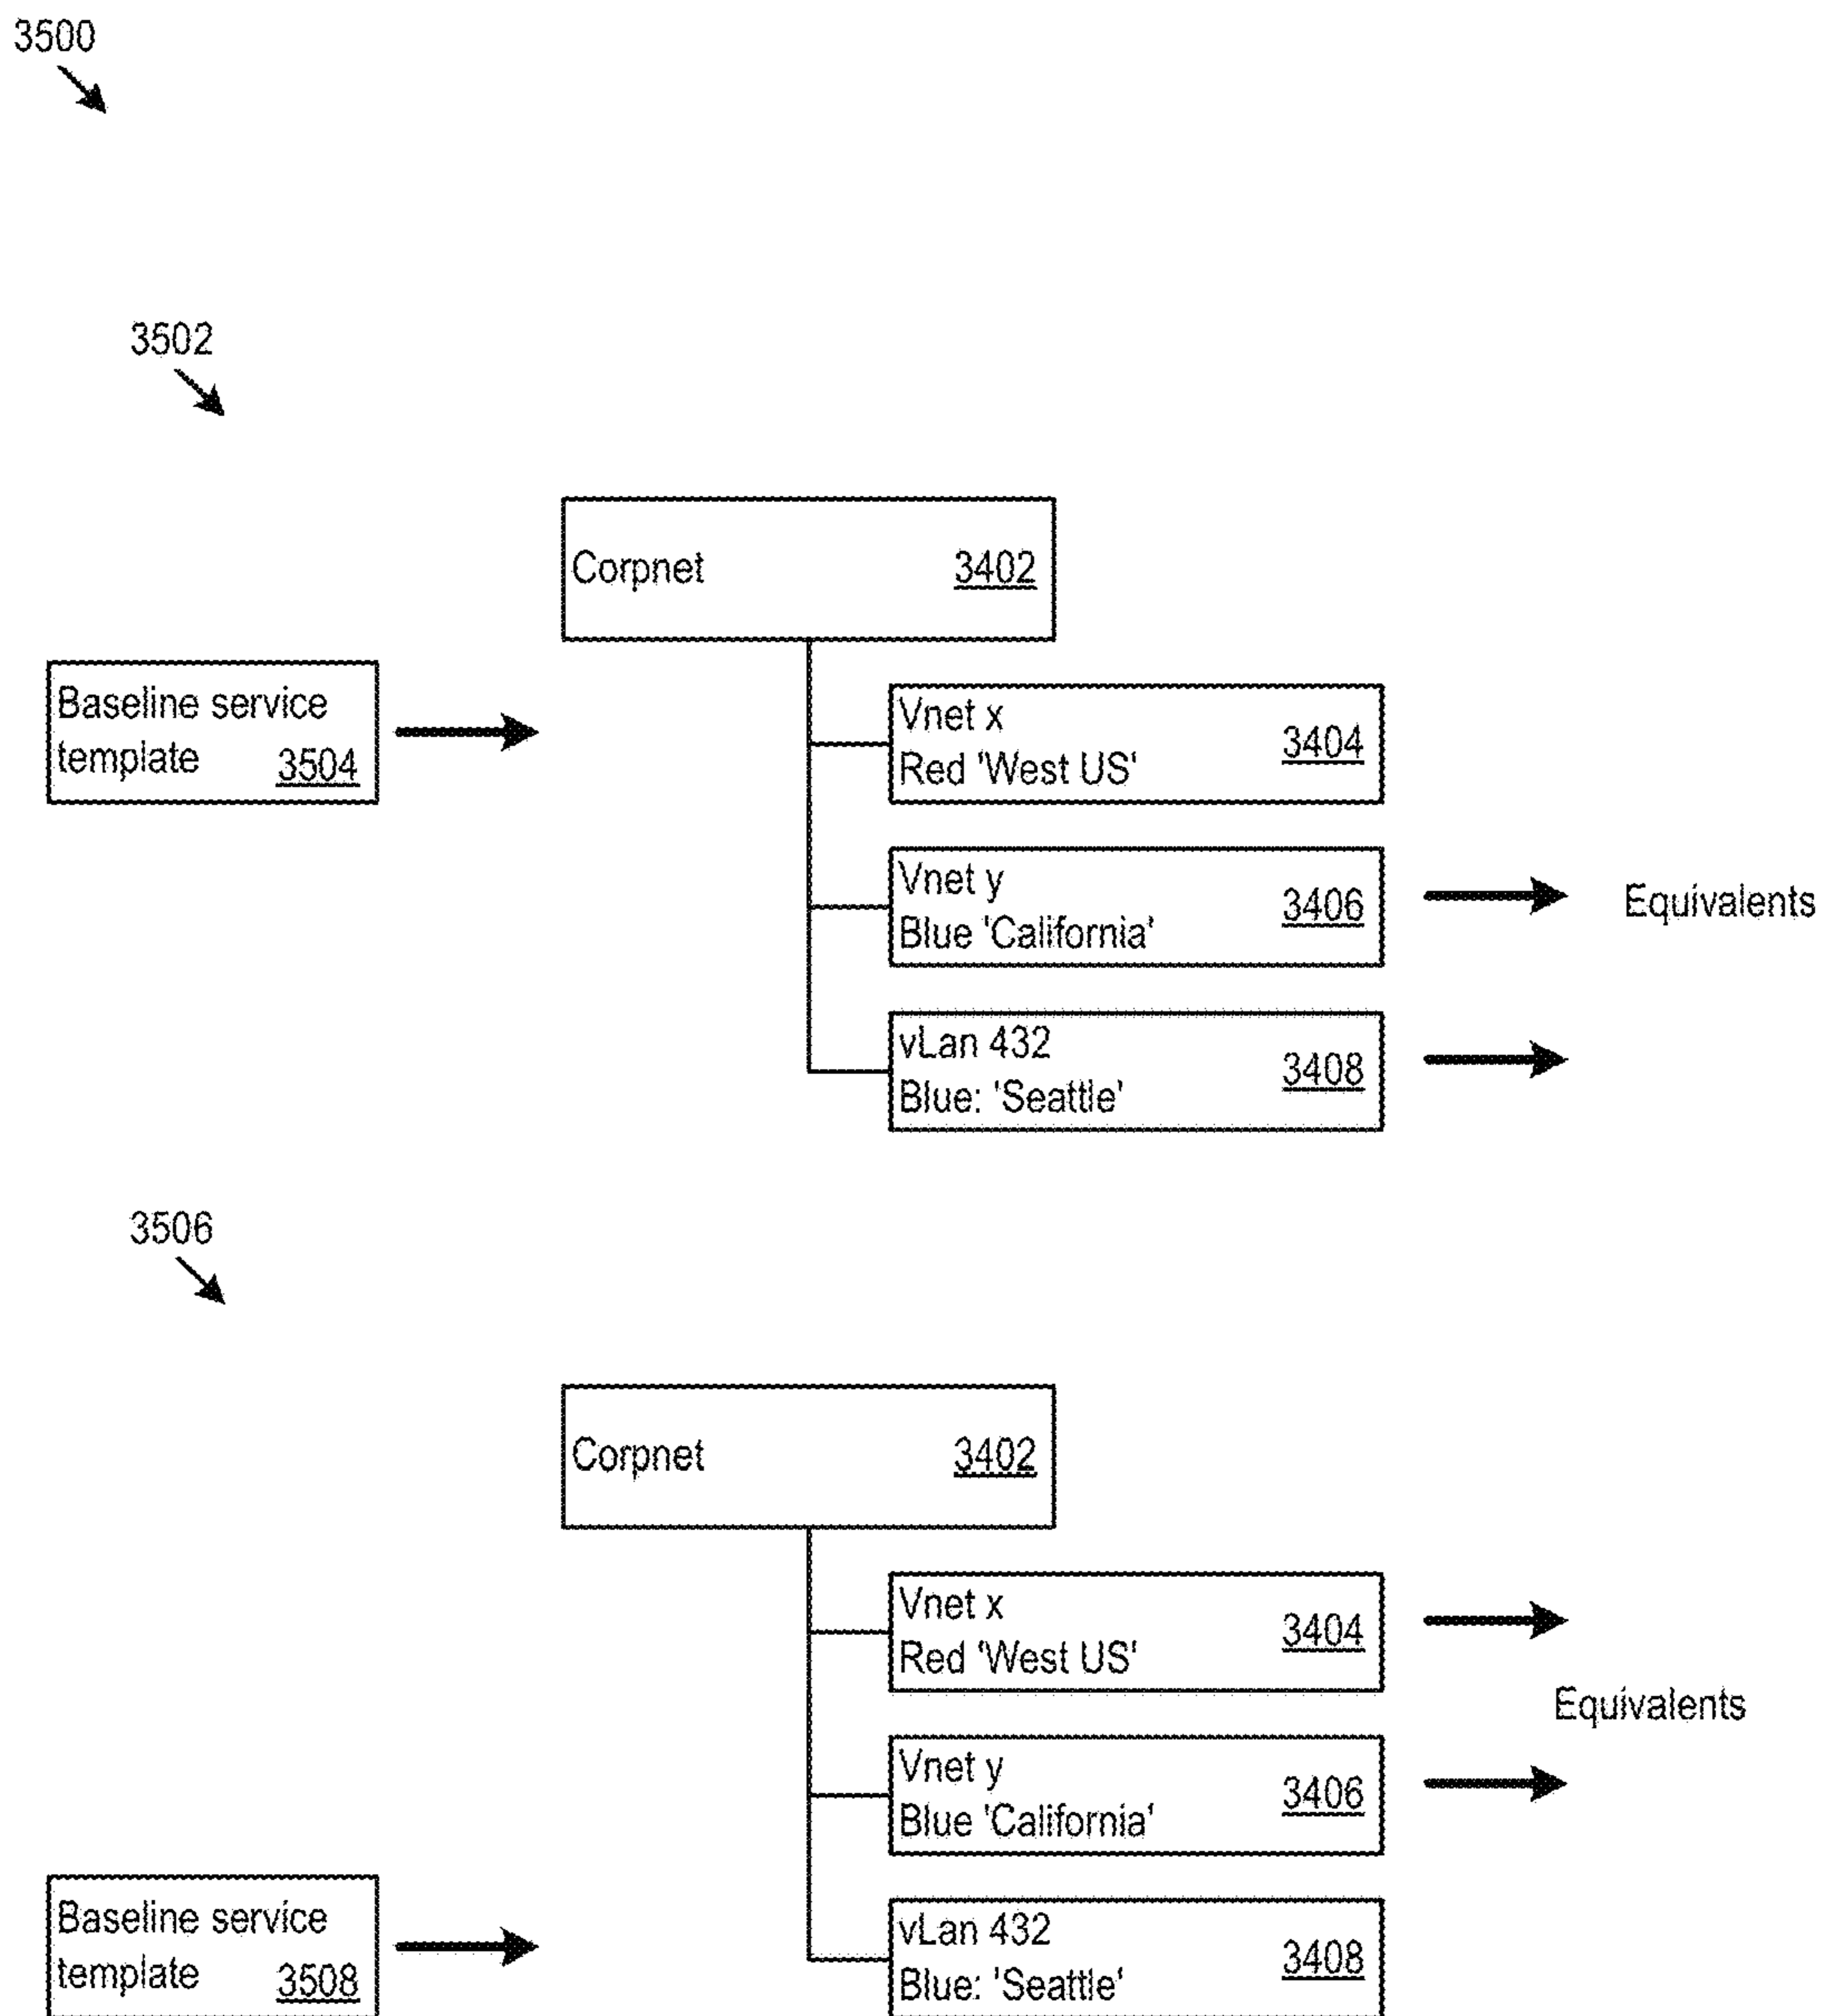 3500
3502
Corpnet 3402
Baseline service
template 3504
Vnet x
Red 'West US' 3404
Vnet y
Blue 'California' 3406
Equivalents
vLan 432
Blue: 'Seattle' 3408
3506
Corpnet 3402
Vnet x
Red 'West US' 3404
Equivalents
Vnet y
Blue 'California' 3406
Baseline service
template 3508
vLan 432
Blue: 'Seattle' 3408